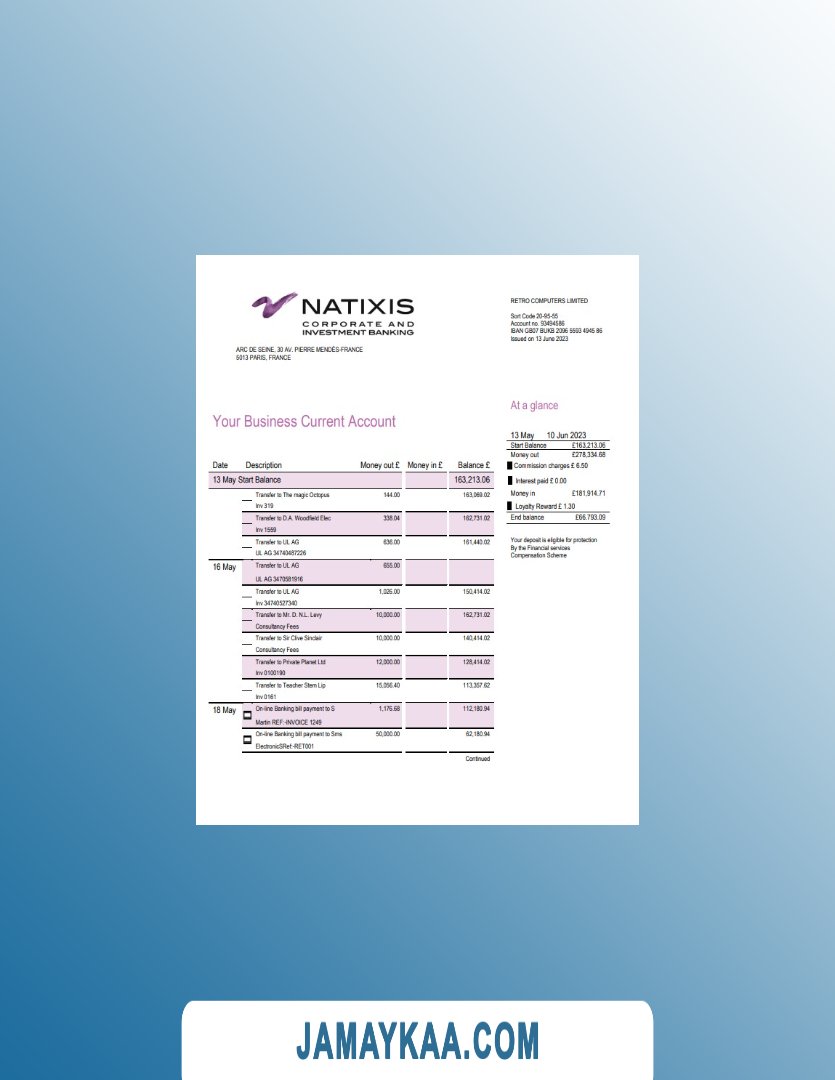 NATIXIS
CORPORATE AND
INVESTMENT BANKING
ARC DE SEINE, 30 AV. PIERRE MENDÈS-FRANCE
5013 PARIS, FRANCE
RETRO COMPUTERS LIMITED
Sort Code 20-95-55
Account no. 93494586
IBAN GB07 BUKB 2096 5593 4945 86
Issued on 13 June 2023
Your Business Current Account
Date Description Money out £ Money in £ Balance £
13 May Start Balance 163,213.06
Transfer to The magic Octopus 144.00 163,069.02
Inv 319
Transfer to D.A. Woodfield Elec 338.04 162,731.02
Inv 1559
Transfer to UL AG 636.00 161,440.02
UL AG 34740487226
16 May Transfer to UL AG 655.00
UL AG 3470581916
Transfer to UL AG 1,026.00 150,414.02
Inv 34740527340
Transfer to Mr. D. N.L. Levy 10,000.00 162,731.02
Consultancy Fees
Transfer to Sir Clive Sinclair 10,000.00 140,414.02
Consultancy Fees
Transfer to Private Planet Ltd 12,000.00 128,414.02
Inv 0100190
Transfer to Teacher Stern Lip 15,056.40 113,357.62
Inv 0161
18 May On-line Banking bill payment to S 1,176.68 112,180.94
Martin REF:-INVOICE 1249
On-line Banking bill payment to Sms 50,000.00 62,180.94
ElectronicSRef:-RET001
Continued
At a glance
13 May 10 Jun 2023
Start Balance £163,213.06
Money out £278,334.68
Commission charges £ 6.50
Interest paid £ 0.00
Money in £181,914.71
Loyalty Reward £ 1.30
End balance £66.793.09
Your deposit is eligible for protection
By the Financial services
Compensation Scheme
JAMAYKAA.COM